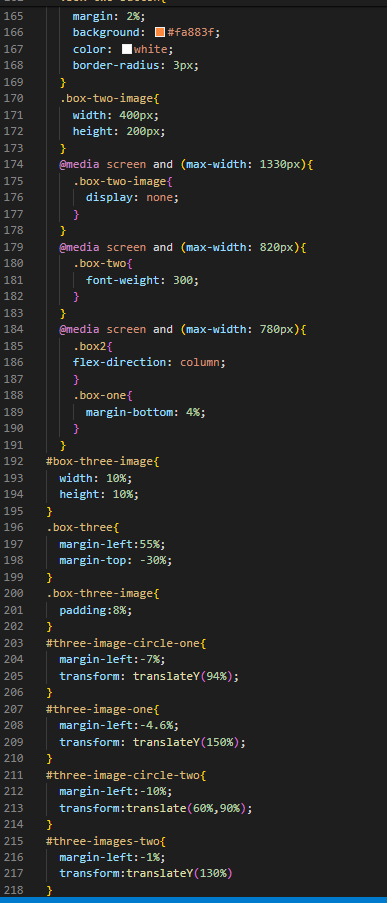 165 margin: 2%;
166 background: #fa883f;
167 color: white;
168 border-radius: 3px;
169 }
170 .box-two-image{
171 width: 400px;
172 height: 200px;
173 }
174 @media screen and (max-width: 1330px){
175 .box-two-image{
176 display: none;
177 }
178 }
179 @media screen and (max-width: 820px){
180 .box-two{
181 font-weight: 300;
182 }
183 }
184 @media screen and (max-width: 780px){
185 .box2{
186 flex-direction: column;
187 }
188 .box-one{
189 margin-bottom: 4%;
190 }
191 }
192 #box-three-image{
193 width: 10%;
194 height: 10%;
195 }
196 .box-three{
197 margin-left:55%;
198 margin-top: -30%;
199 }
200 .box-three-image{
201 padding:8%;
202 }
203 #three-image-circle-one{
204 margin-left:-7%;
205 transform: translateY(94%);
206 }
207 #three-image-one{
208 margin-left:-4.6%;
209 transform: translateY(150%);
210 }
211 #three-image-circle-two{
212 margin-left:-10%;
213 transform:translate(60%,90%);
214 }
215 #three-images-two{
216 margin-left:-1%;
217 transform:translateY(130%)
218 }